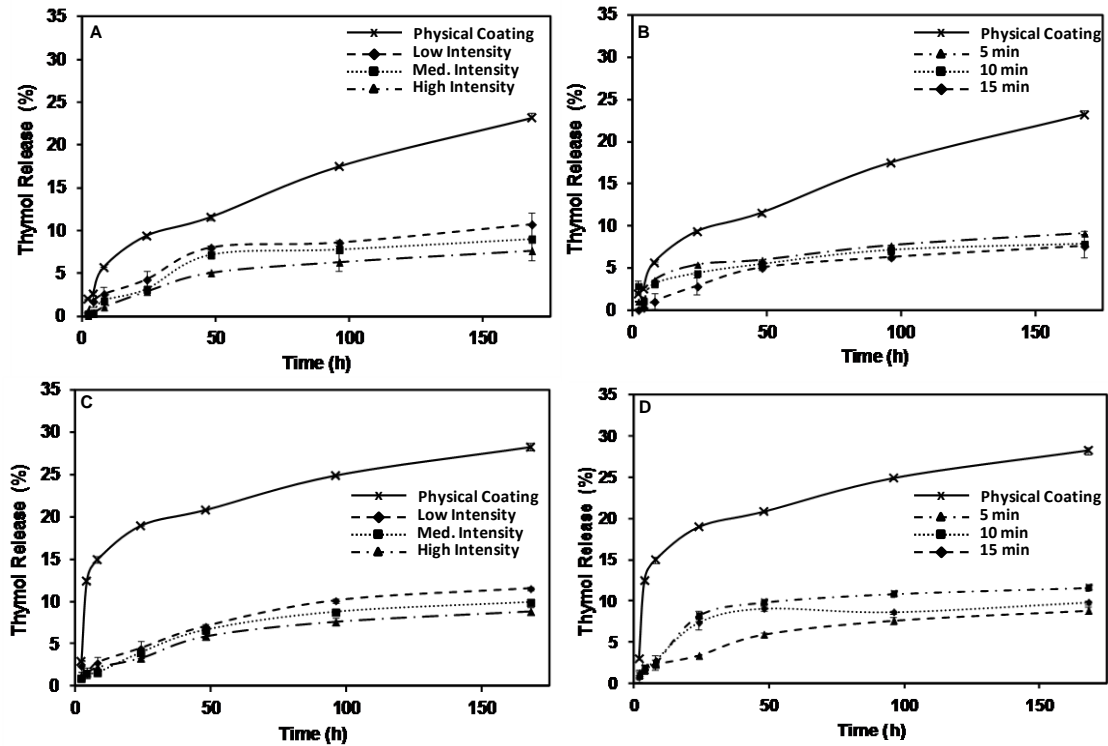 A
Physical Coating
Low Intensity
Med. Intensity
High Intensity
Thymol Release (%)
35
30
25
20
15
10
5
0
0 50 100 150
Time (h)
B
Physical Coating
5 min
10 min
15 min
Thymol Release (%)
35
30
25
20
15
10
5
0
0 50 100 150
Time (h)
C
Physical Coating
Low Intensity
Med. Intensity
High Intensity
Thymol Release (%)
35
30
25
20
15
10
5
0
0 50 100 150
Time (h)
D
Physical Coating
5 min
10 min
15 min
Thymol Release (%)
35
30
25
20
15
10
5
0
0 50 100 150
Time (h)